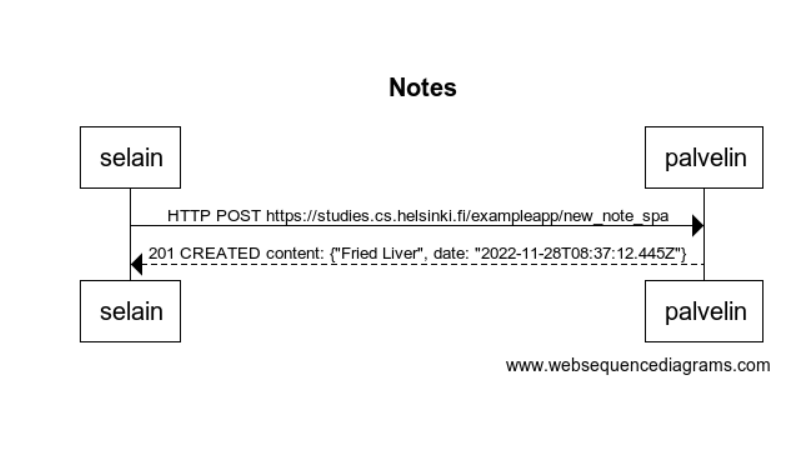 Notes
selain palvelin
HTTP POST https://studies.cs.helsinki.fi/exampleapp/new_note_spa
201 CREATED content: {"Fried Liver", date: "2022-11-28T08:37:12.445Z"}
selain palvelin
www.websequencediagrams.com